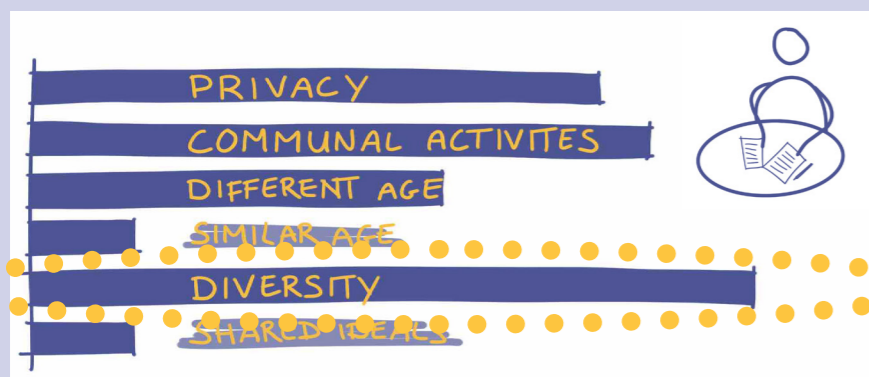 PRIVACY
COMMUNAL ACTIVITES
DIFFERENT AGE
SIMILAR AGE
DIVERSITY
SHARED IDEALS